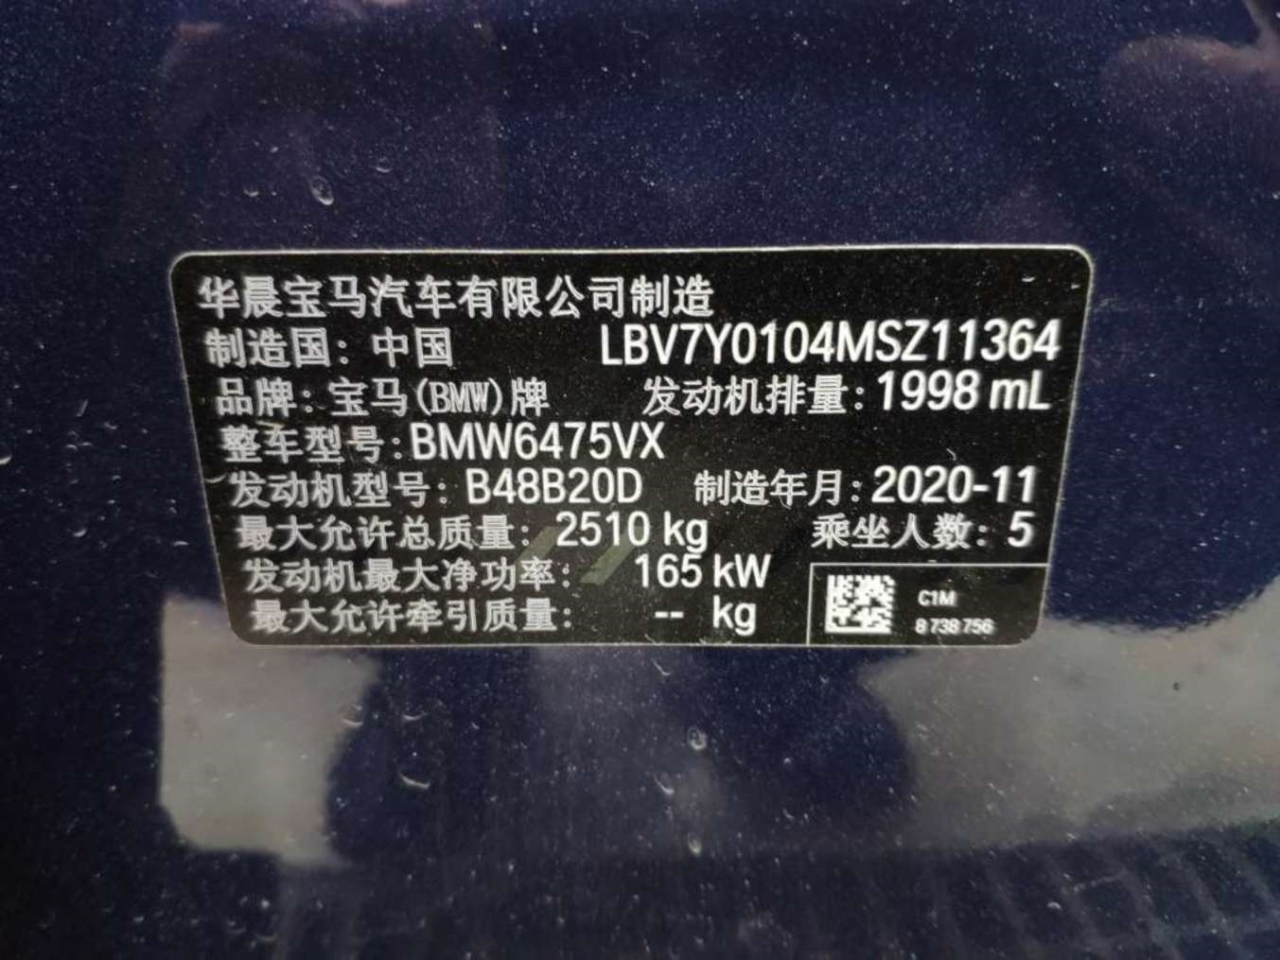 华晨宝马汽车有限公司制造
制造国：中国 LBV7Y0104MSZ11364
品牌：宝马(BMW)牌 发动机排量：1998 mL
整车型号：BMW6475VX
发动机型号：B48B20D 制造年月：2020-11
最大允许总质量：2510 kg 乘坐人数：5
发动机最大净功率：165 kW
最大允许牵引质量：-- kg
C1M
8 738 756